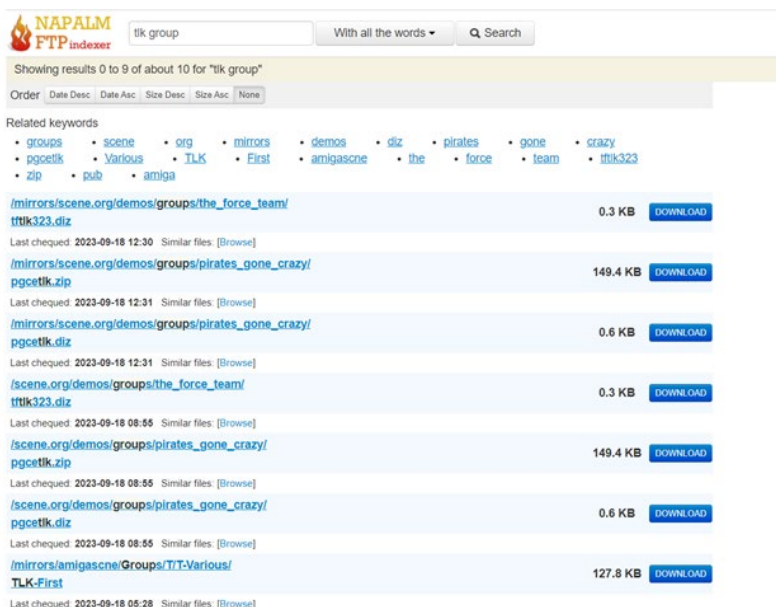 NAPALM
FTP indexer
tlk group
With all the words
Search
Showing results 0 to 9 of about 10 for "tlk group"
Order Date Desc Date Asc Size Desc Size Asc None
Related keywords
• groups • scene • org • mirrors • demos • diz • pirates • gone • crazy
• pgcetlk • Various • TLK • First • amigascne • the • force • team • tftlk323
• zip • pub • amiga
/mirrors/scene.org/demos/groups/the_force_team/
tftlk323.diz
0.3 KB DOWNLOAD
Last chequed: 2023-09-18 12:30 Similar files: [Browse]
/mirrors/scene.org/demos/groups/pirates_gone_crazy/
pgcetlk.zip
149.4 KB DOWNLOAD
Last chequed: 2023-09-18 12:31 Similar files: [Browse]
/mirrors/scene.org/demos/groups/pirates_gone_crazy/
pgcetlk.diz
0.6 KB DOWNLOAD
Last chequed: 2023-09-18 12:31 Similar files: [Browse]
/scene.org/demos/groups/the_force_team/
tftlk323.diz
0.3 KB DOWNLOAD
Last chequed: 2023-09-18 08:55 Similar files: [Browse]
/scene.org/demos/groups/pirates_gone_crazy/
pgcetlk.zip
149.4 KB DOWNLOAD
Last chequed: 2023-09-18 08:55 Similar files: [Browse]
/scene.org/demos/groups/pirates_gone_crazy/
pgcetlk.diz
0.6 KB DOWNLOAD
Last chequed: 2023-09-18 08:55 Similar files: [Browse]
/mirrors/amigascne/Groups/T/T-Various/
TLK-First
127.8 KB DOWNLOAD
Last chequed: 2023-09-18 05:28 Similar files: [Browse]